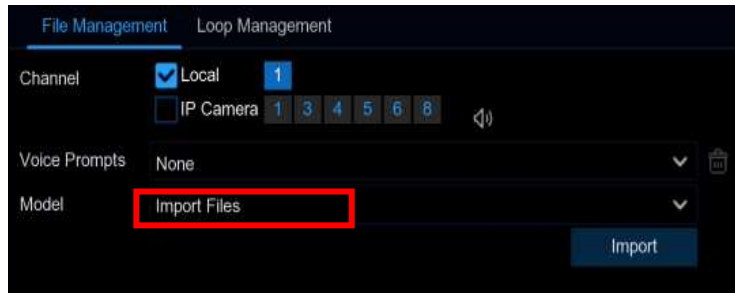 File Management Loop Management
Channel Local 1
IP Camera 1 3 4 5 6 8
Voice Prompts None
Model Import Files
Import